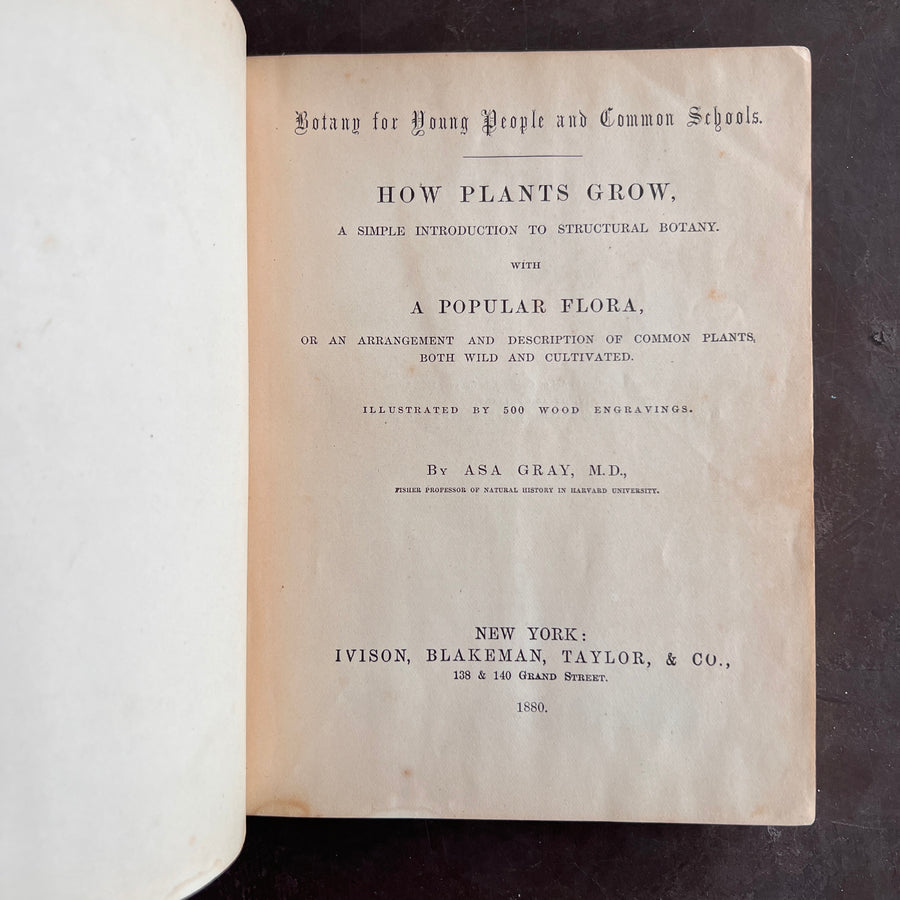 Botany for Young People and Common Schools.
HOW PLANTS GROW,
A SIMPLE INTRODUCTION TO STRUCTURAL BOTANY.
WITH
A POPULAR FLORA,
OR AN ARRANGEMENT AND DESCRIPTION OF COMMON PLANTS,
BOTH WILD AND CULTIVATED.
ILLUSTRATED BY 500 WOOD ENGRAVINGS.
BY ASA GRAY, M.D.,
FISHER PROFESSOR OF NATURAL HISTORY IN HARVARD UNIVERSITY.
NEW YORK:
IVISON, BLAKEMAN, TAYLOR, & CO.,
138 & 140 GRAND STREET.
1880.